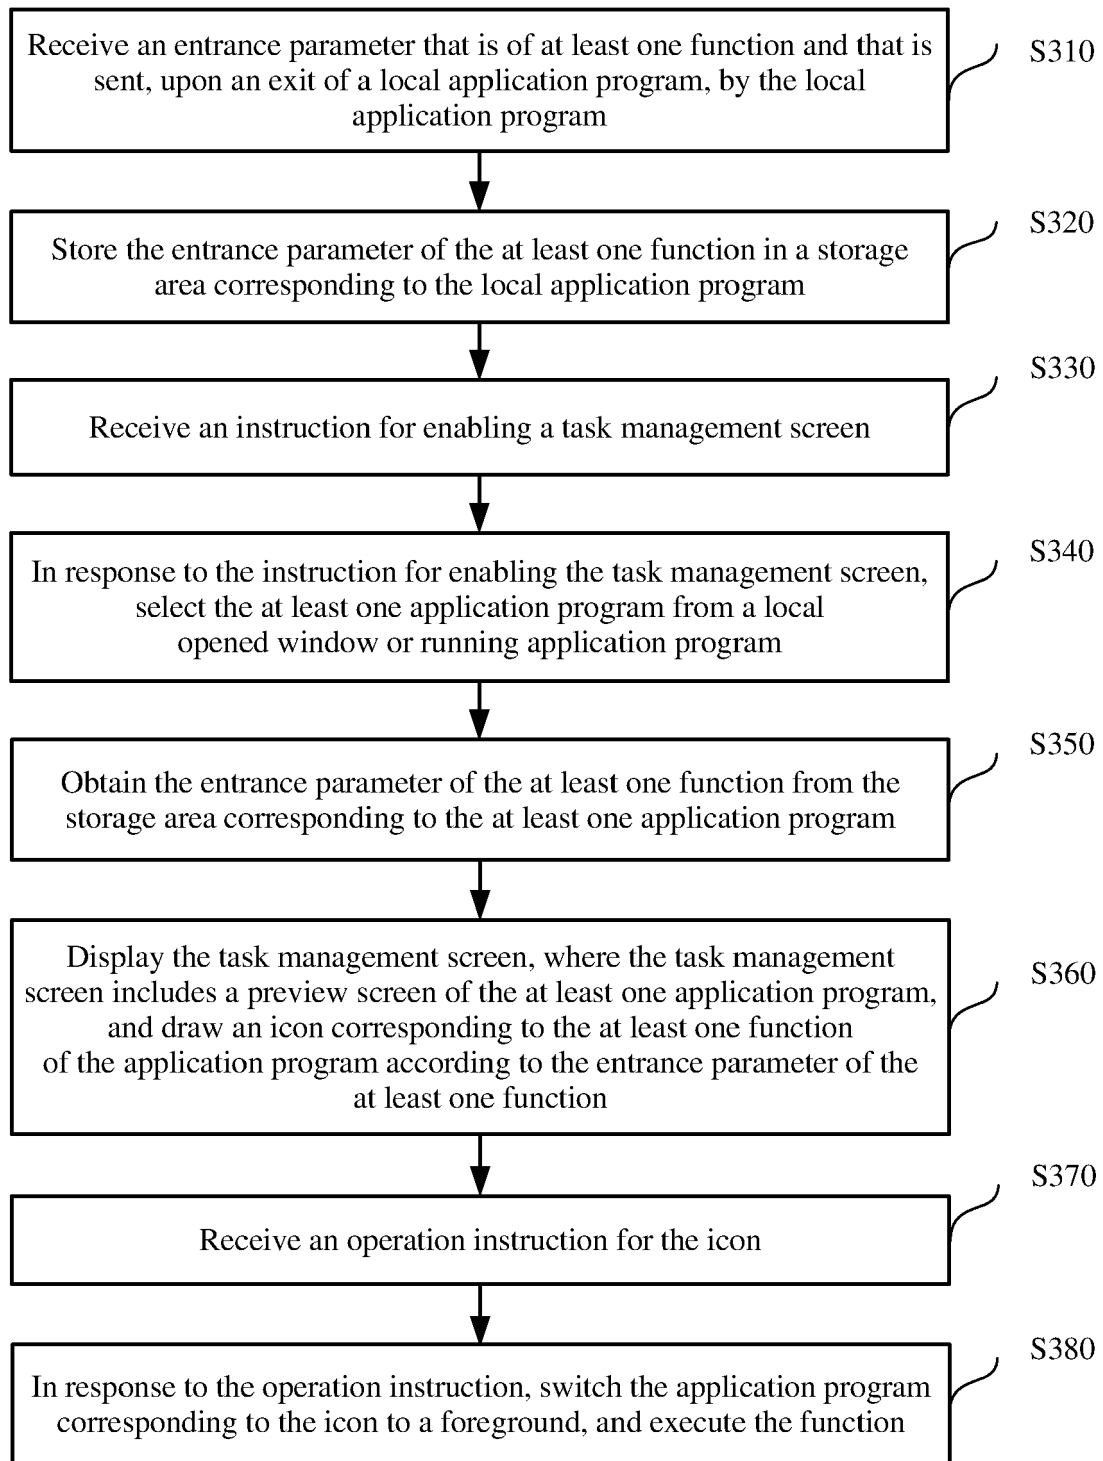 Receive an entrance parameter that is of at least one function and that is
sent, upon an exit of a local application program, by the local
application program
S310
Store the entrance parameter of the at least one function in a storage
area corresponding to the local application program
S320
Receive an instruction for enabling a task management screen
S330
In response to the instruction for enabling the task management screen,
select the at least one application program from a local
opened window or running application program
S340
Obtain the entrance parameter of the at least one function from the
storage area corresponding to the at least one application program
S350
Display the task management screen, where the task management
screen includes a preview screen of the at least one application program,
and draw an icon corresponding to the at least one function
of the application program according to the entrance parameter of the
at least one function
S360
Receive an operation instruction for the icon
S370
In response to the operation instruction, switch the application program
corresponding to the icon to a foreground, and execute the function
S380